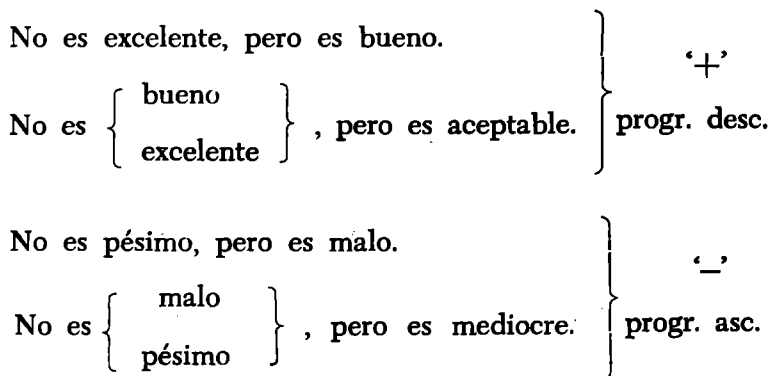 No es excelente, pero es bueno.
‘+’
bueno
No es { } , pero es aceptable. progr. desc.
excelente
No es pésimo, pero es malo.
‘–’
malo
No es { } , pero es mediocre. progr. asc.
pésimo